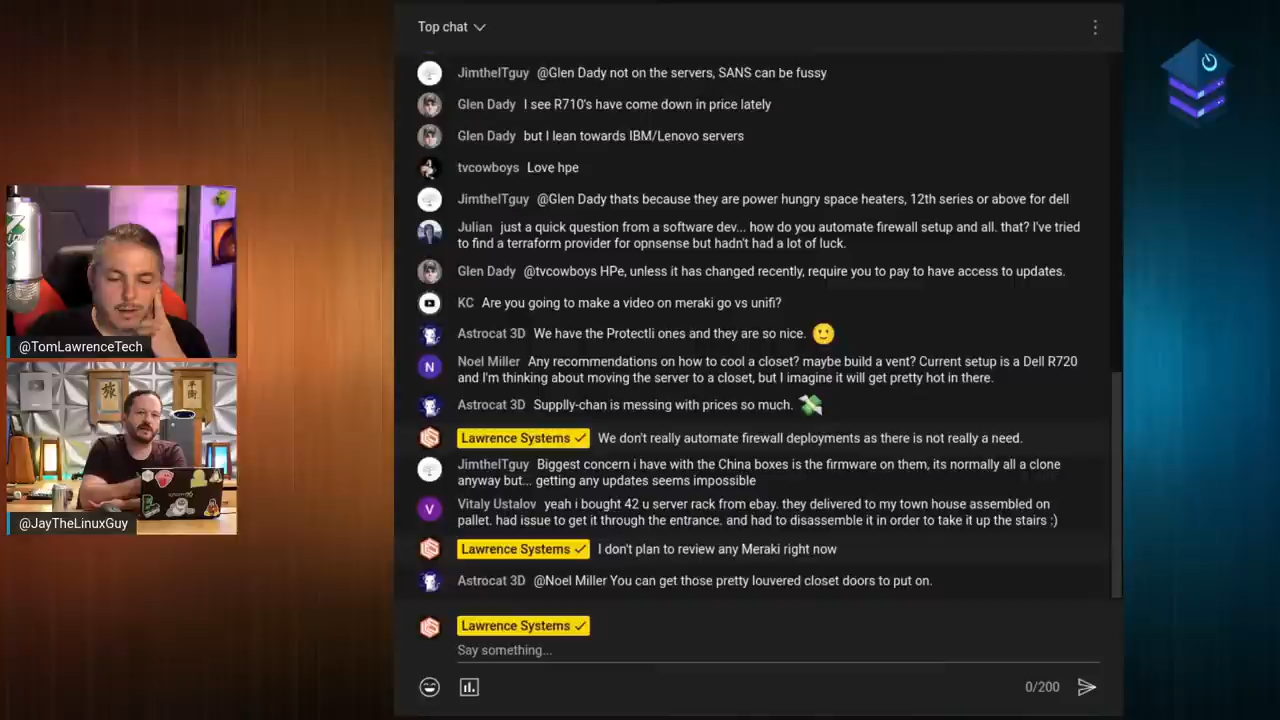 Top chat
JimtheITguy @Glen Dady not on the servers, SANS can be fussy
Glen Dady I see R710's have come down in price lately
Glen Dady but I lean towards IBM/Lenovo servers
tvcowboys Love hpe
JimtheITguy @Glen Dady thats because they are power hungry space heaters, 12th series or above for dell
Julian just a quick question from a software dev... how do you automate firewall setup and all. that? I've tried
to find a terraform provider for opnsense but hadn't had a lot of luck.
Glen Dady @tvcowboys HPe, unless it has changed recently, require you to pay to have access to updates.
KC Are you going to make a video on meraki go vs unifi?
Astrocat 3D We have the Protectli ones and they are so nice.
@TomLawrenceTech
N
Noel Miller Any recommendations on how to cool a closet? maybe build a vent? Current setup is a Dell R720
and I'm thinking about moving the server to a closet, but I imagine it will get pretty hot in there.
Astrocat 3D Supplly-chan is messing with prices so much.
Lawrence Systems We don't really automate firewall deployments as there is not really a need.
JimtheITguy Biggest concern i have with the China boxes is the firmware on them, its normally all a clone
anyway but... getting any updates seems impossible
V
Vitaly Ustalov yeah i bought 42 u server rack from ebay. they delivered to my town house assembled on
pallet. had issue to get it through the entrance. and had to disassemble it in order to take it up the stairs :)
@JayTheLinuxGuy
Lawrence Systems I don't plan to review any Meraki right now
Astrocat 3D @Noel Miller You can get those pretty louvered closet doors to put on.
Lawrence Systems
Say something...
0/200